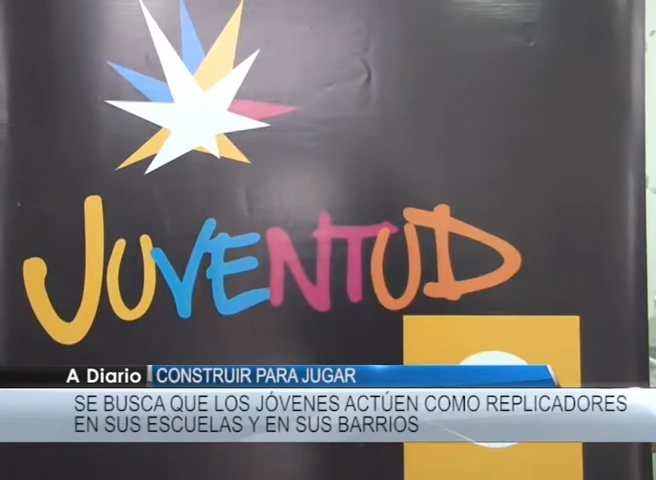 JUVENTUD
A Diario
CONSTRUIR PARA JUGAR
SE BUSCA QUE LOS JÓVENES ACTÚEN COMO REPLICADORES
EN SUS ESCUELAS Y EN SUS BARRIOS